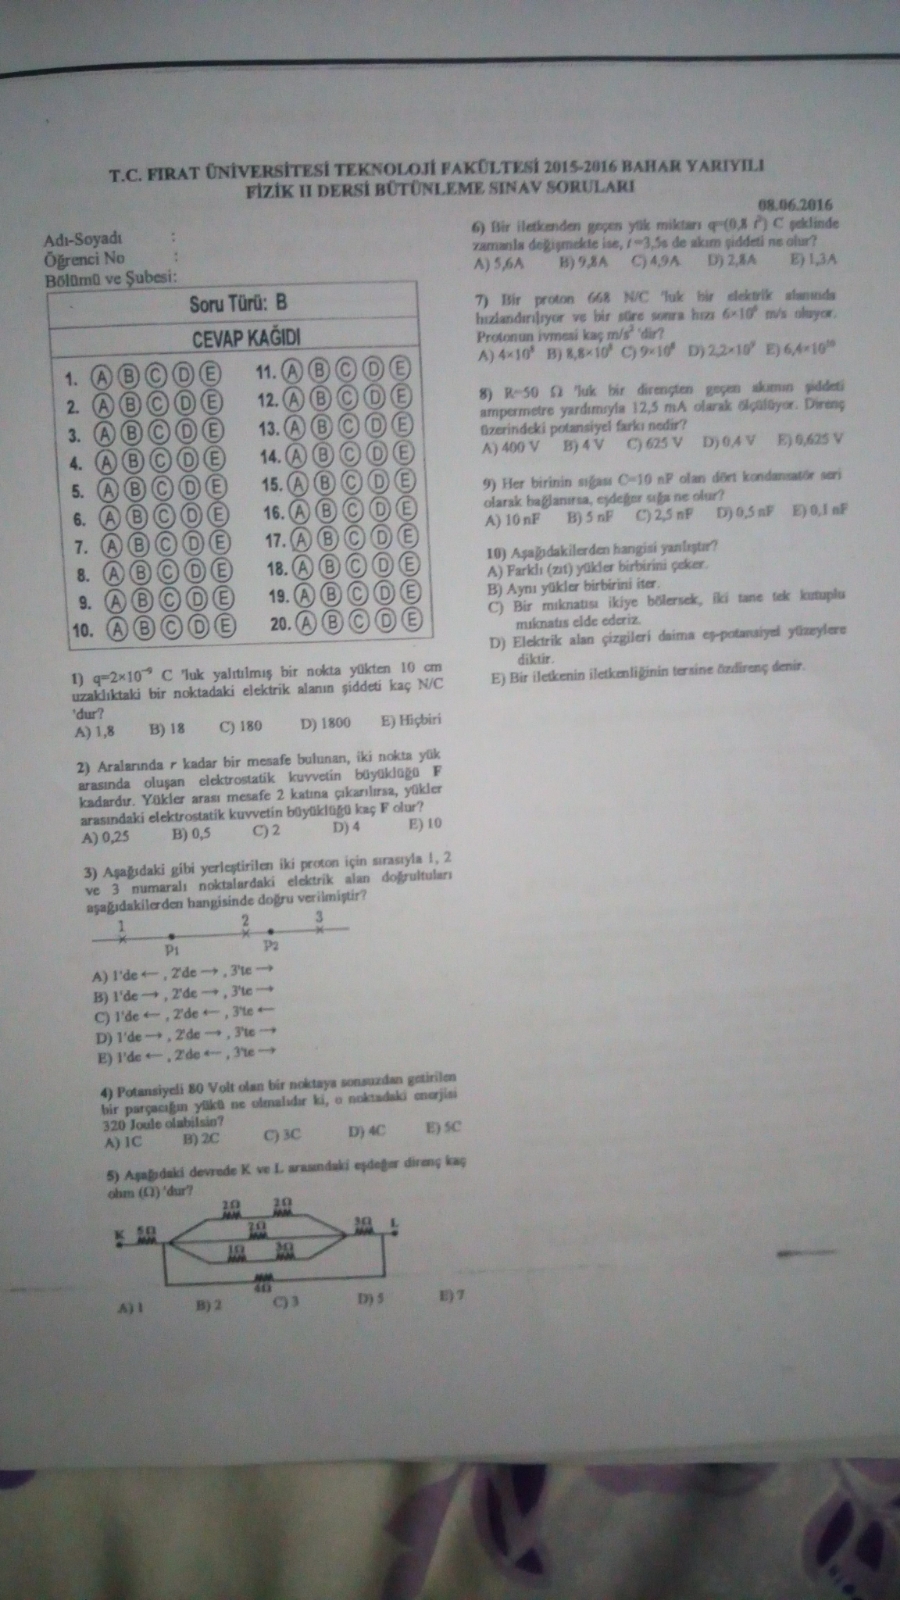 T.C. FIRAT ÜNİVERSİTESİ TEKNOLOJİ FAKÜLTESİ 2015-2016 BAHAR YARIYILI
FİZİK II DERSİ BÜTÜNLEME SINAV SORULARI
08.06.2016
Adı-Soyadı :
Öğrenci No :
Bölümü ve Şubesi:
Soru Türü: B
CEVAP KAĞIDI
1. A B C D E 11. A B C D E
2. A B C D E 12. A B C D E
3. A B C D E 13. A B C D E
4. A B C D E 14. A B C D E
5. A B C D E 15. A B C D E
6. A B C D E 16. A B C D E
7. A B C D E 17. A B C D E
8. A B C D E 18. A B C D E
9. A B C D E 19. A B C D E
10. A B C D E 20. A B C D E
1) q=2×10⁻⁹ C 'luk yalıtılmış bir nokta yükten 10 cm
uzaklıktaki bir noktadaki elektrik alanın şiddeti kaç N/C
'dur?
A) 1,8 B) 18 C) 180 D) 1800 E) Hiçbiri
2) Aralarında r kadar bir mesafe bulunan, iki nokta yük
arasında oluşan elektrostatik kuvvetin büyüklüğü F
kadardır. Yükler arası mesafe 2 katına çıkarılırsa, yükler
arasındaki elektrostatik kuvvetin büyüklüğü kaç F olur?
A) 0,25 B) 0,5 C) 2 D) 4 E) 10
3) Aşağıdaki gibi yerleştirilen iki proton için sırasıyla 1, 2
ve 3 numaralı noktalardaki elektrik alan doğrultuları
aşağıdakilerden hangisinde doğru verilmiştir?
1 2 3
P1 P2
A) 1'de ← , 2'de → , 3'te →
B) 1'de → , 2'de → , 3'te →
C) 1'de ← , 2'de ← , 3'te ←
D) 1'de → , 2'de → , 3'te →
E) 1'de ← , 2'de ← , 3'te →
4) Potansiyeli 80 Volt olan bir noktaya sonsuzdan getirilen
bir parçacığın yükü ne olmalıdır ki, o noktadaki enerjisi
320 Joule olabilsin?
A) 1C B) 2C C) 3C D) 4C E) 5C
5) Aşağıdaki devrede K ve L arasındaki eşdeğer direnç kaç
ohm (Ω) 'dur?
2Ω 2Ω
K 5Ω 2Ω 3Ω L
1Ω 3Ω
4Ω
A) 1 B) 2 C) 3 D) 5 E) 7
6) Bir iletkenden geçen yük miktarı q=(0,8 t²) C şeklinde
zamanla değişmekte ise, t=3,5s de akım şiddeti ne olur?
A) 5,6A B) 9,8A C) 4,9A D) 2,8A E) 1,3A
7) Bir proton 668 N/C 'luk bir elektrik alanında
hızlandırılıyor ve bir süre sonra hızı m/s oluyor.
Protonun ivmesi kaç m/s² 'dir?
A) 4×10⁸ B) 8,8×10⁸ C) 9×10⁸ D) 2,2×10⁹ E) 6,4×10¹⁰
8) R=50 Ω 'luk bir dirençten geçen akımın şiddeti
ampermetre yardımıyla 12,5 mA olarak ölçülüyor. Direnç
üzerindeki potansiyel farkı nedir?
A) 400 V B) 4 V C) 625 V D) 0,4 V E) 0,625 V
9) Her birinin sığası C=10 nF olan dört kondansatör seri
olarak bağlanırsa, eşdeğer sığa ne olur?
A) 10 nF B) 5 nF C) 2,5 nF D) 0,5 nF E) 0,1 nF
10) Aşağıdakilerden hangisi yanlıştır?
A) Farklı (zıt) yükler birbirini çeker.
B) Aynı yükler birbirini iter.
C) Bir mıknatısı ikiye bölersek, iki tane tek kutuplu
mıknatıs elde ederiz.
D) Elektrik alan çizgileri daima eş-potansiyel yüzeylere
diktir.
E) Bir iletkenin iletkenliğinin tersine özdirenç denir.